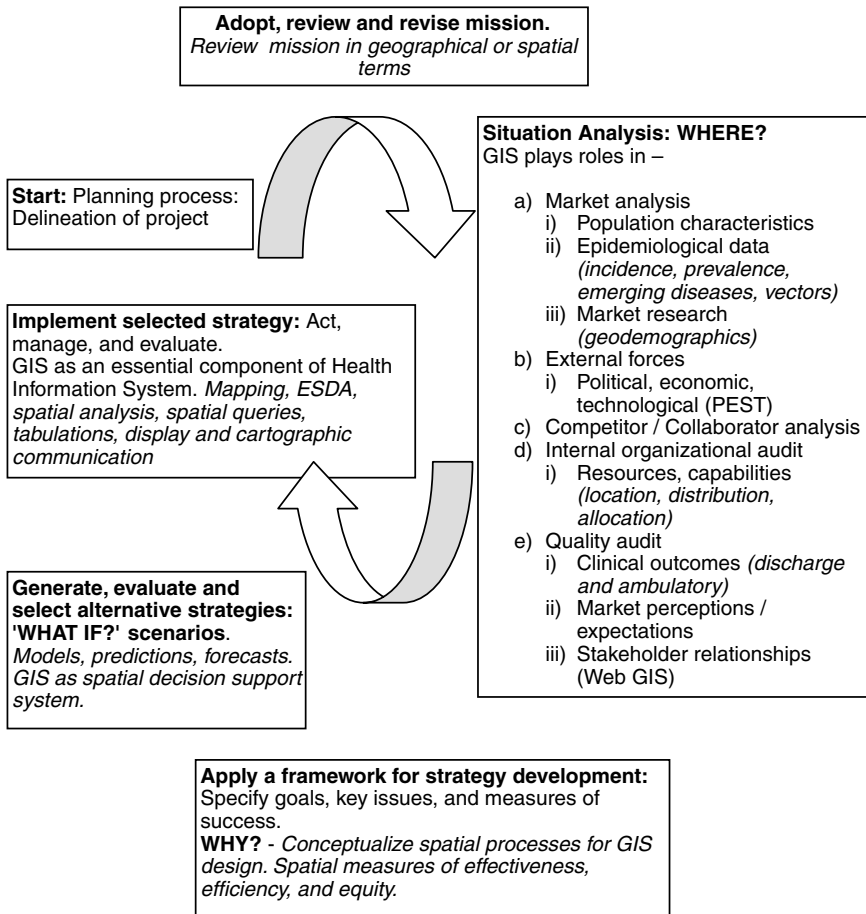 Adopt, review and revise mission.
Review mission in geographical or spatial
terms
Start: Planning process:
Delineation of project
Situation Analysis: WHERE?
GIS plays roles in –
a) Market analysis
i) Population characteristics
ii) Epidemiological data
(incidence, prevalence,
emerging diseases, vectors)
iii) Market research
(geodemographics)
b) External forces
i) Political, economic,
technological (PEST)
c) Competitor / Collaborator analysis
d) Internal organizational audit
i) Resources, capabilities
(location, distribution,
allocation)
e) Quality audit
i) Clinical outcomes (discharge
and ambulatory)
ii) Market perceptions /
expectations
iii) Stakeholder relationships
(Web GIS)
Implement selected strategy: Act,
manage, and evaluate.
GIS as an essential component of Health
Information System. Mapping, ESDA,
spatial analysis, spatial queries,
tabulations, display and cartographic
communication
Generate, evaluate and
select alternative strategies:
'WHAT IF?' scenarios.
Models, predictions, forecasts.
GIS as spatial decision support
system.
Apply a framework for strategy development:
Specify goals, key issues, and measures of
success.
WHY? - Conceptualize spatial processes for GIS
design. Spatial measures of effectiveness,
efficiency, and equity.